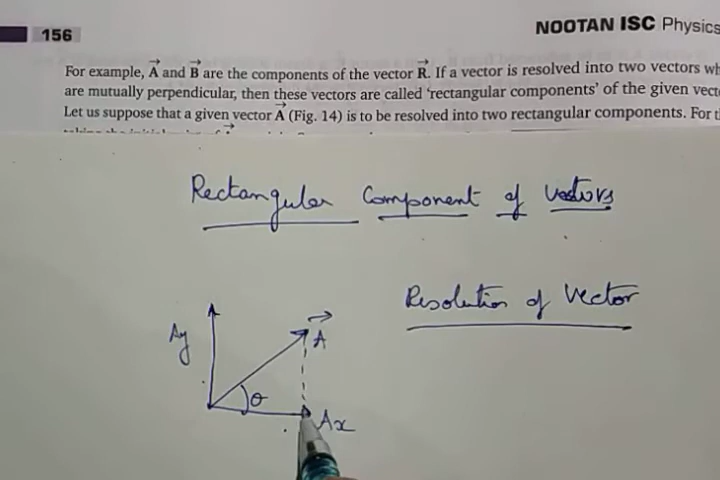 156
NOOTAN ISC Physics
For example, A⃗ and B⃗ are the components of the vector R⃗. If a vector is resolved into two vectors wh
are mutually perpendicular, then these vectors are called 'rectangular components' of the given vect
Let us suppose that a given vector A⃗ (Fig. 14) is to be resolved into two rectangular components. For t
Rectangular Component of Vectors
Resolution of Vector
Ay
A⃗
θ
Ax